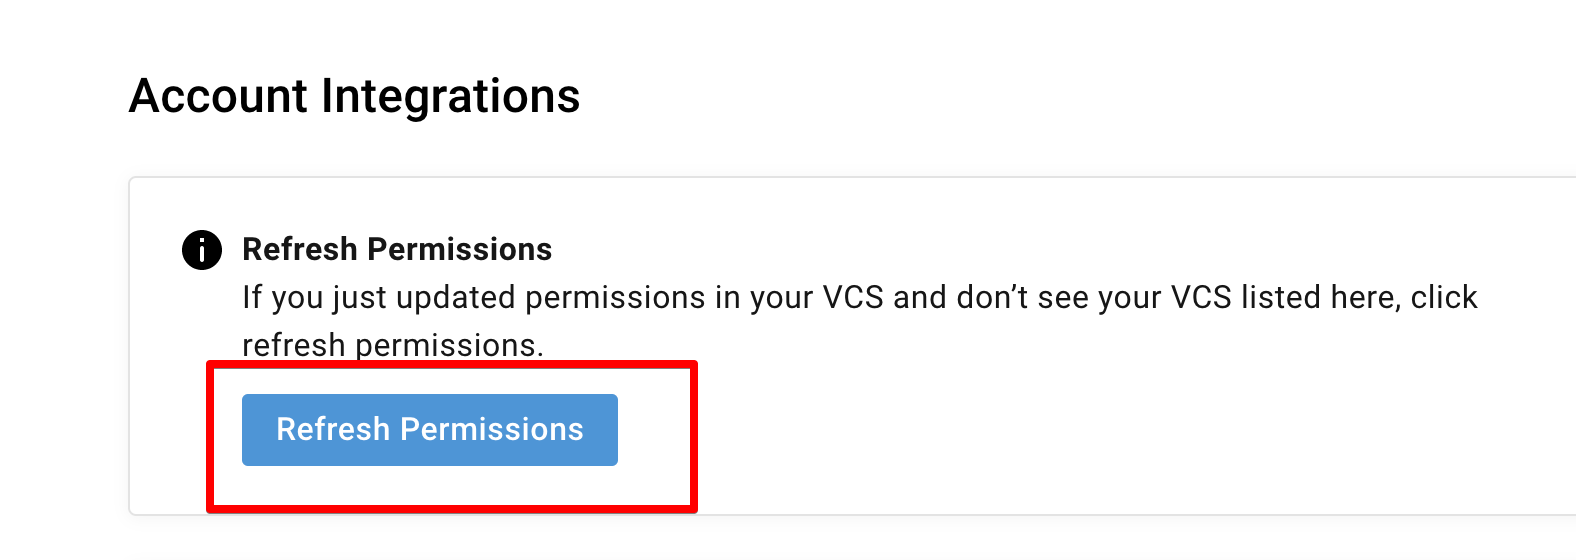 Account Integrations
Refresh Permissions
If you just updated permissions in your VCS and don’t see your VCS listed here, click
refresh permissions.
Refresh Permissions